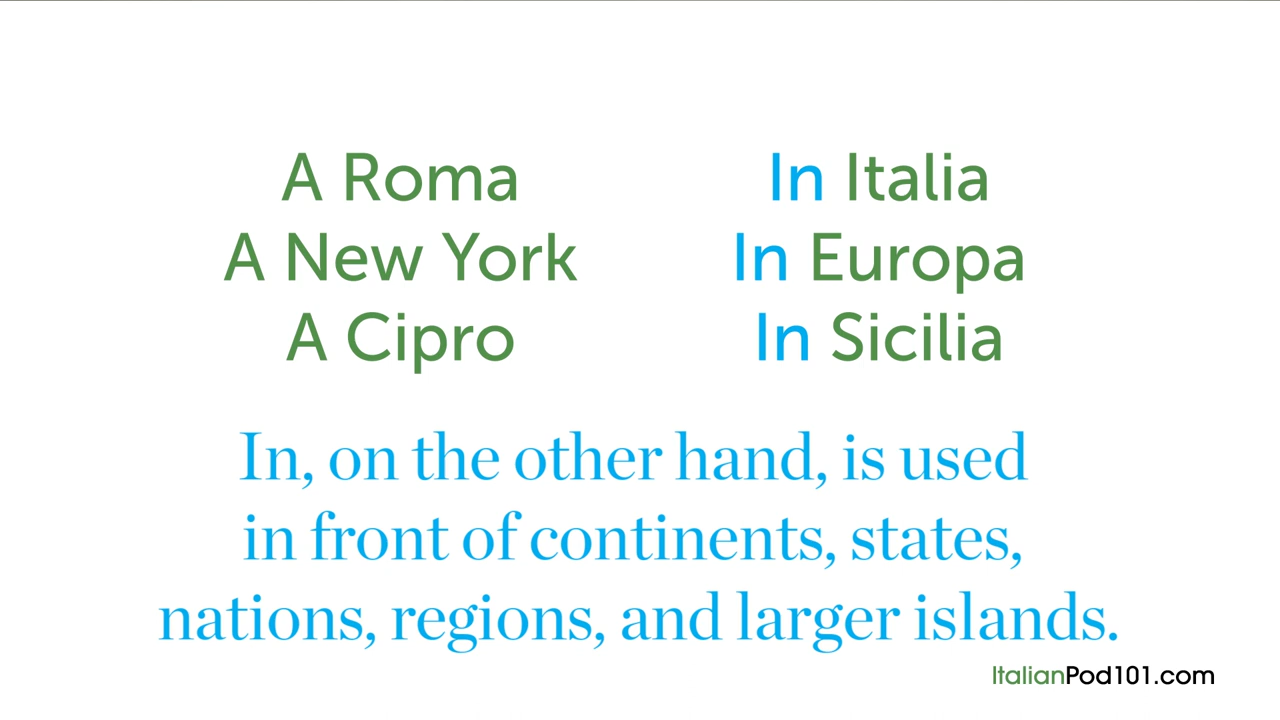 A Roma
A New York
A Cipro
In Italia
In Europa
In Sicilia
In, on the other hand, is used
in front of continents, states,
nations, regions, and larger islands.
ItalianPod101.com